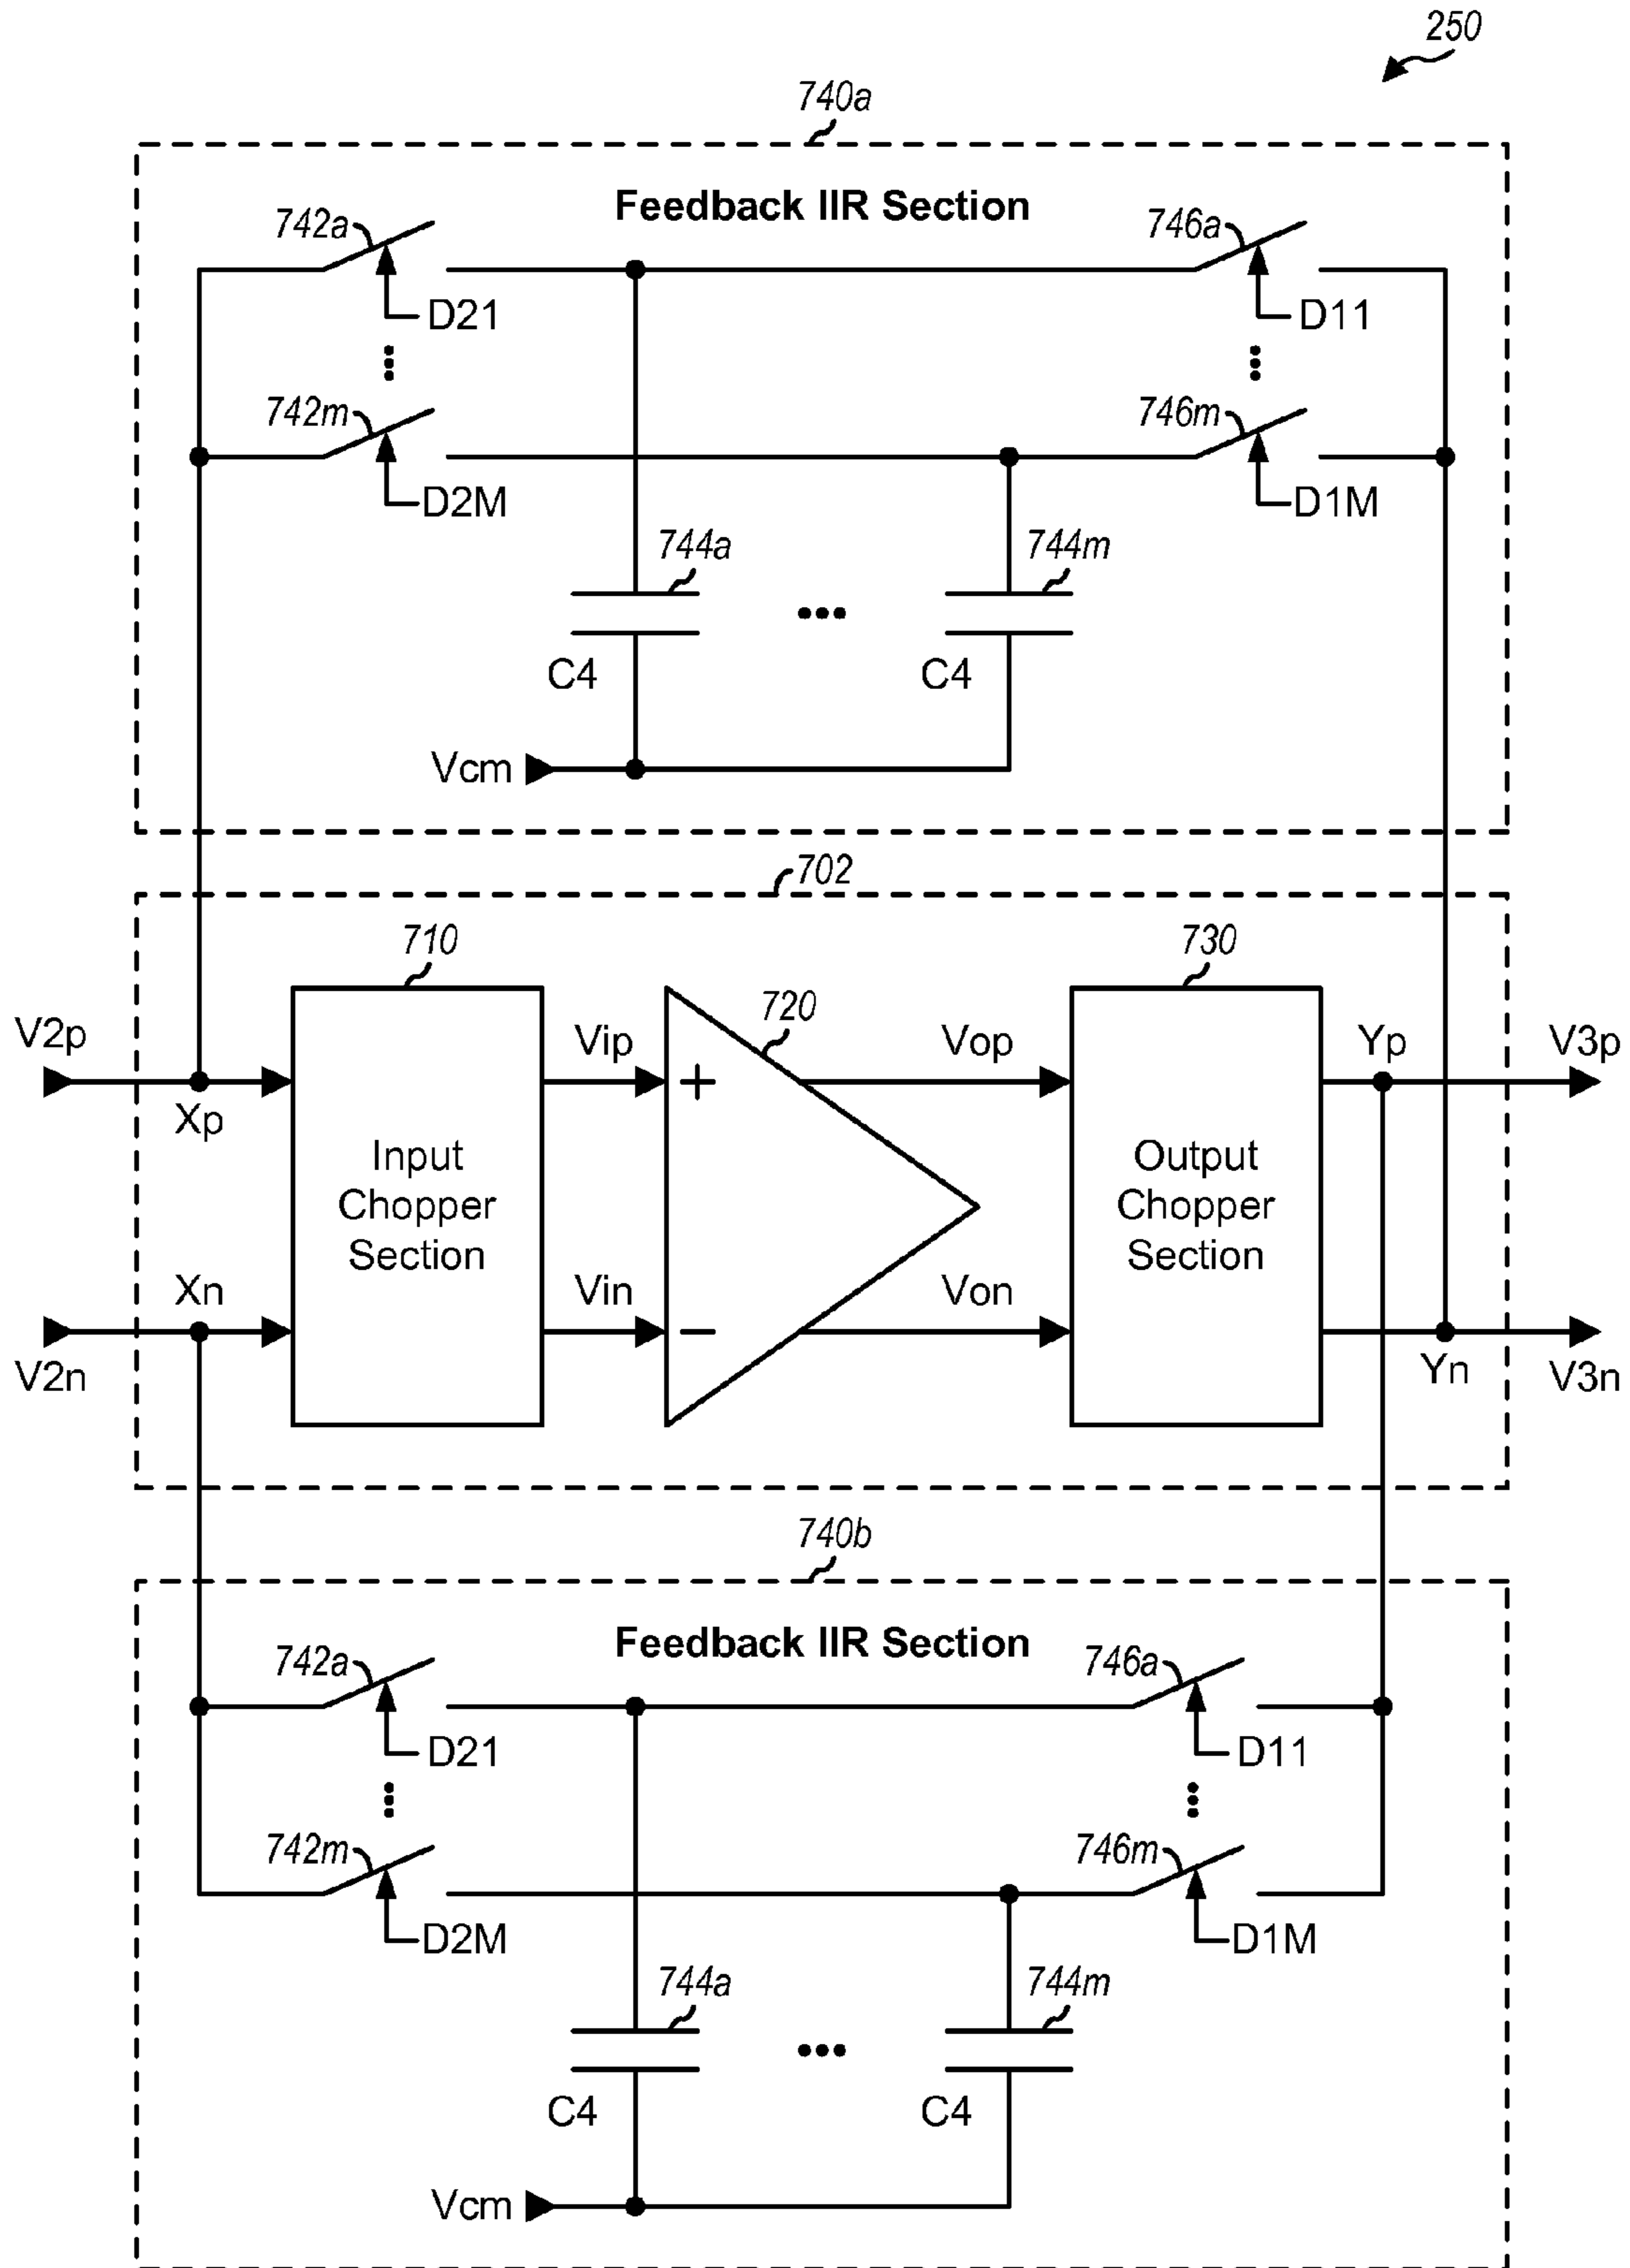 250
740a
Feedback IIR Section
742a
746a
D21
D11
742m
746m
D2M
D1M
744a
744m
C4
C4
Vcm
702
710
730
720
V2p
Vip
Vop
Yp
V3p
Xp
Input
Chopper
Section
Output
Chopper
Section
Xn
Vin
Von
V2n
Yn
V3n
740b
Feedback IIR Section
742a
746a
D21
D11
742m
746m
D2M
D1M
744a
744m
C4
C4
Vcm